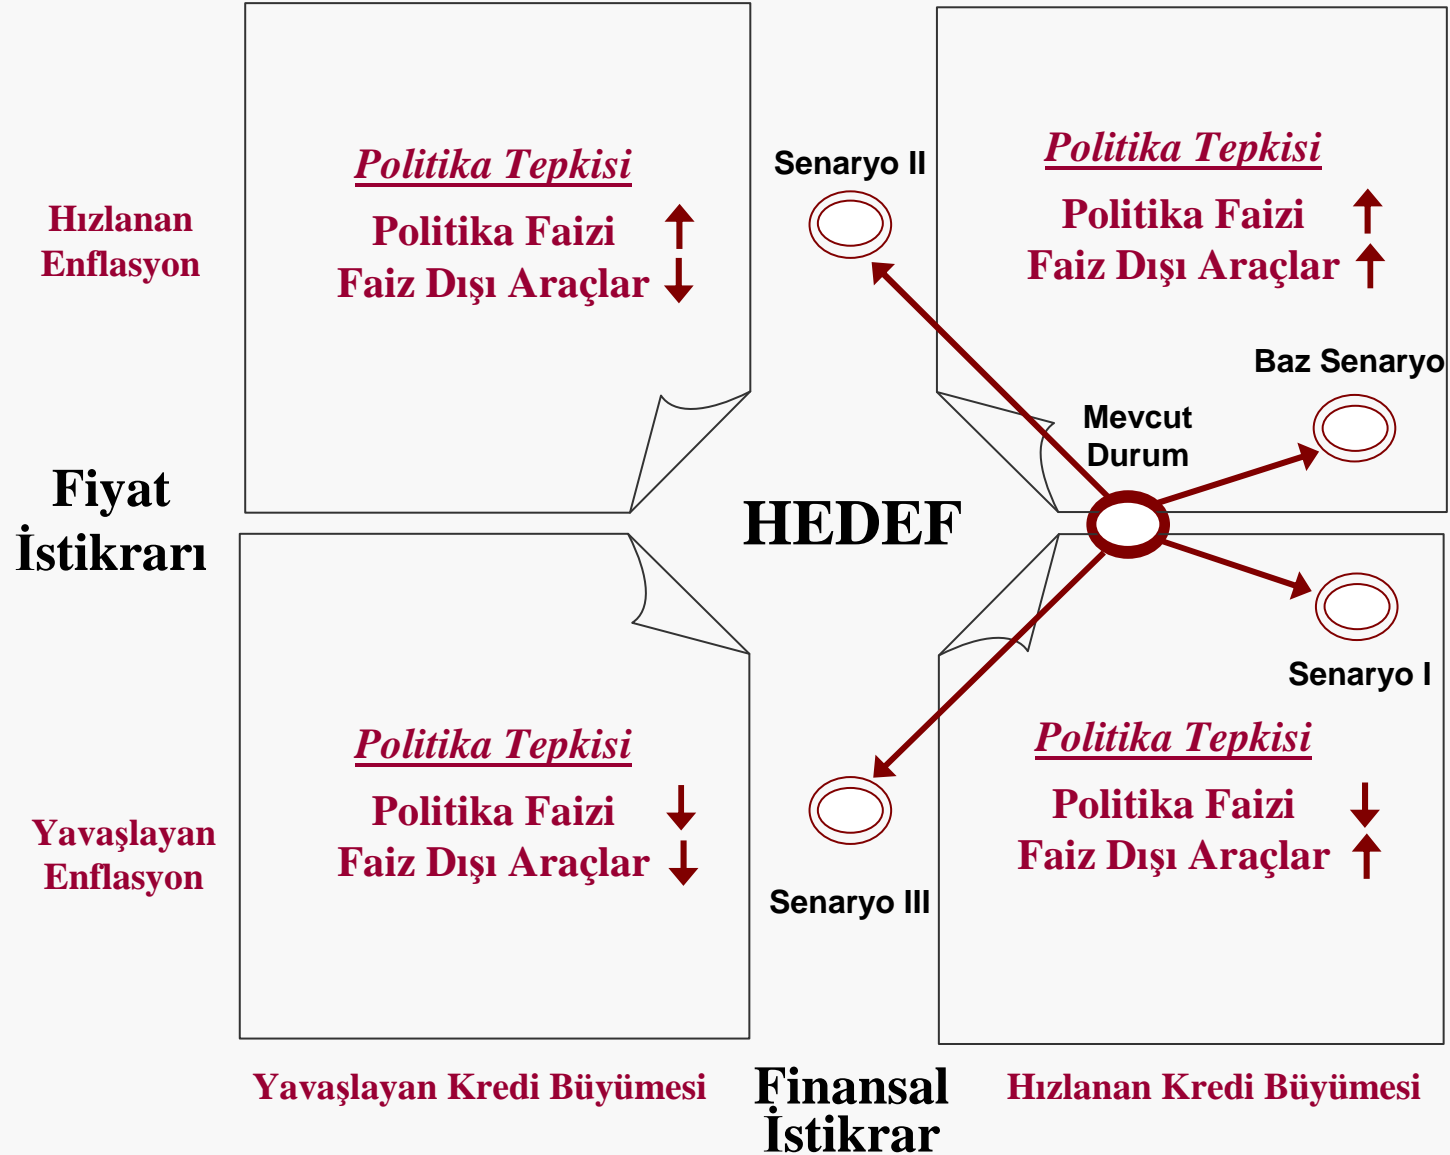 Politika Tepkisi
Politika Faizi
Faiz Dışı Araçlar
Senaryo II
Politika Tepkisi
Politika Faizi
Faiz Dışı Araçlar
Hızlanan
Enflasyon
Baz Senaryo
Mevcut
Durum
Fiyat
İstikrarı
HEDEF
Senaryo I
Politika Tepkisi
Politika Faizi
Faiz Dışı Araçlar
Politika Tepkisi
Politika Faizi
Faiz Dışı Araçlar
Yavaşlayan
Enflasyon
Senaryo III
Yavaşlayan Kredi Büyümesi
Finansal
İstikrar
Hızlanan Kredi Büyümesi